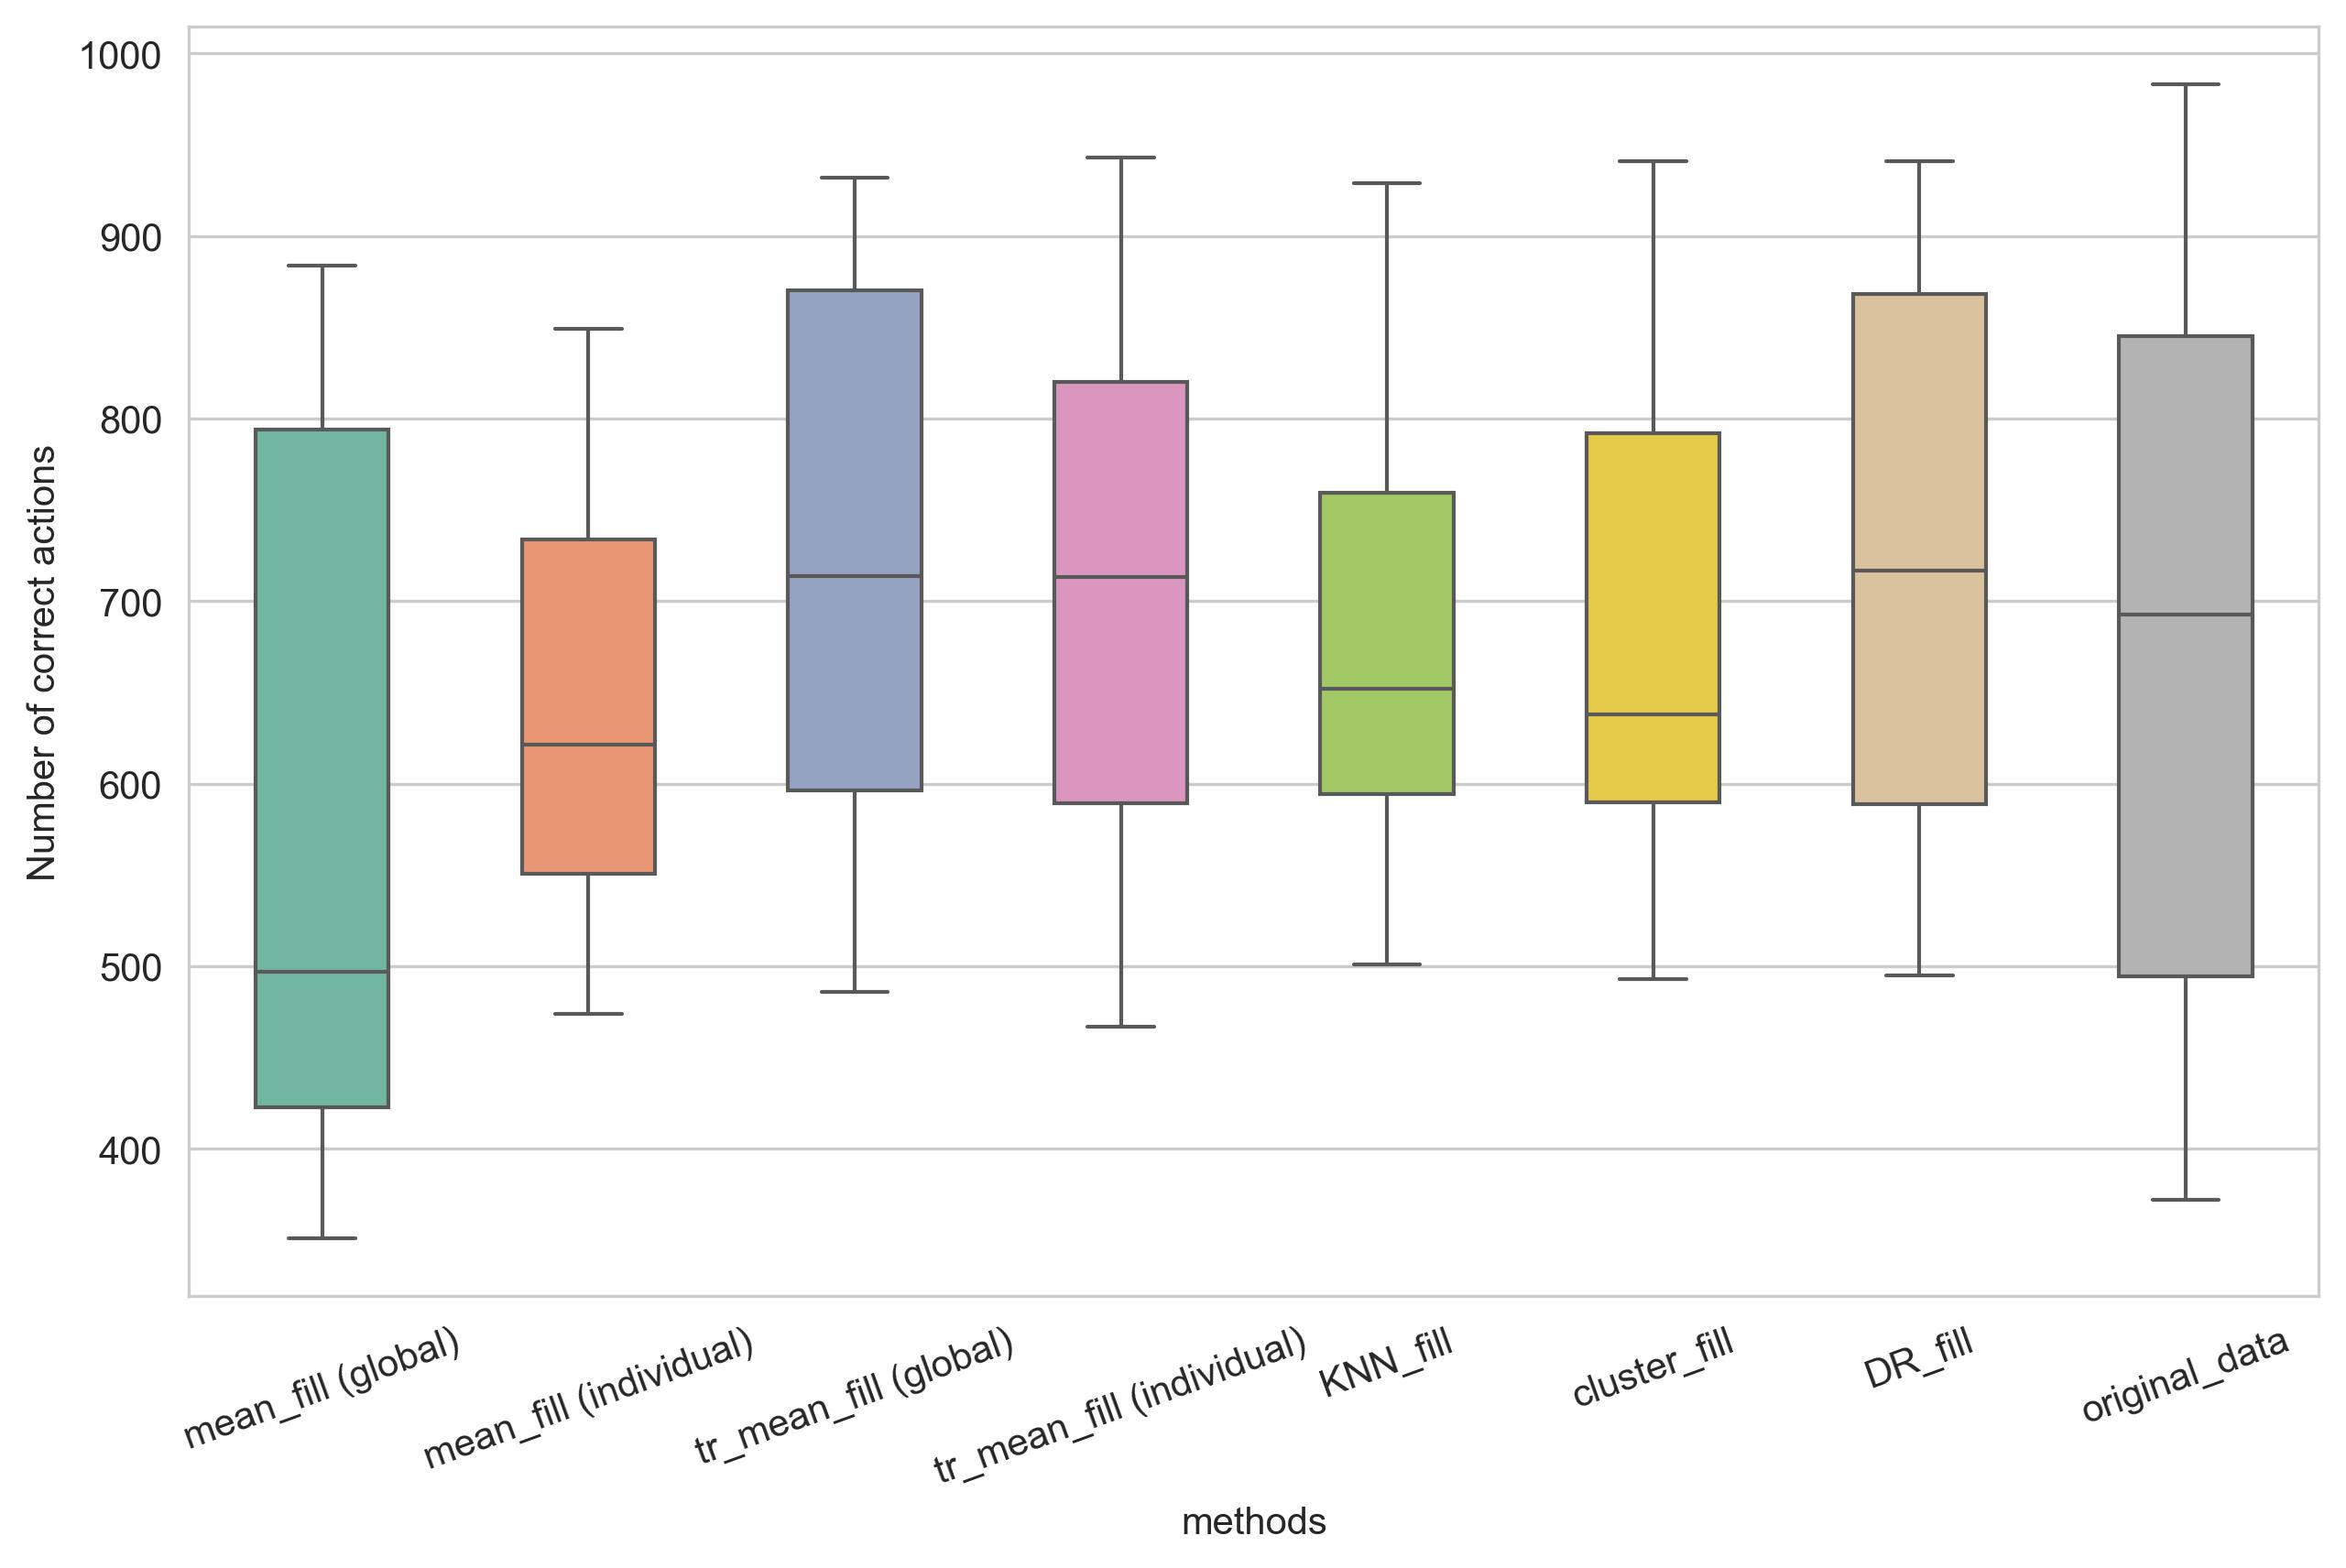 1000
900
800
700
600
500
400
Number of correct actions
mean_fill (global)
mean_fill (individual)
tr_mean_fill (global)
tr_mean_fill (individual)
KNN_fill
cluster_fill
DR_fill
original_data
methods